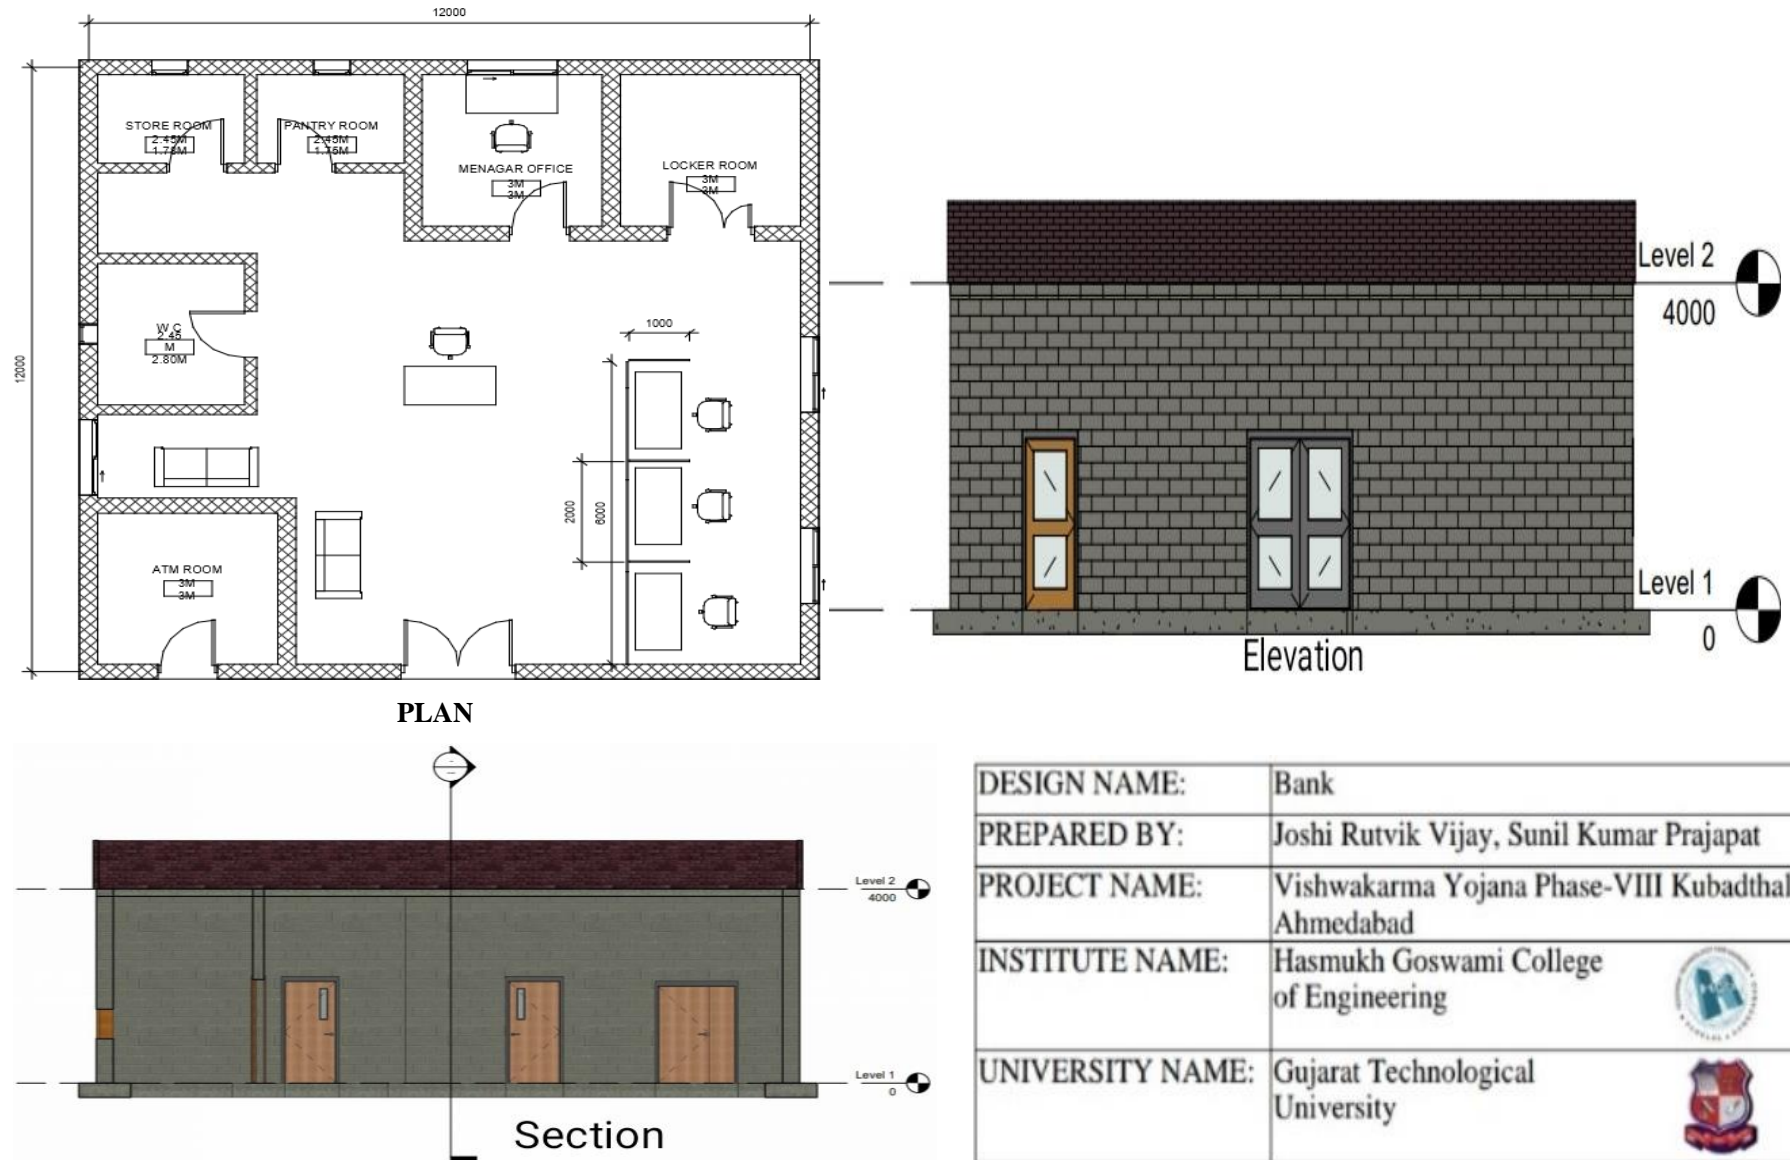 12000
12000
STORE ROOM
2.45M
PANTRY ROOM
2.45M
1.75M
MENAGAR OFFICE
3M
3M
LOCKER ROOM
3M
3M
W C
2.45
M
2.80M
1000
2000
6000
ATM ROOM
3M
3M
PLAN
Level 2
4000
Level 1
0
Elevation
Level 2
4000
Level 1
0
Section
DESIGN NAME: Bank
PREPARED BY: Joshi Rutvik Vijay, Sunil Kumar Prajapat
PROJECT NAME: Vishwakarma Yojana Phase-VIII Kubadthal
Ahmedabad
INSTITUTE NAME: Hasmukh Goswami College
of Engineering
UNIVERSITY NAME: Gujarat Technological
University